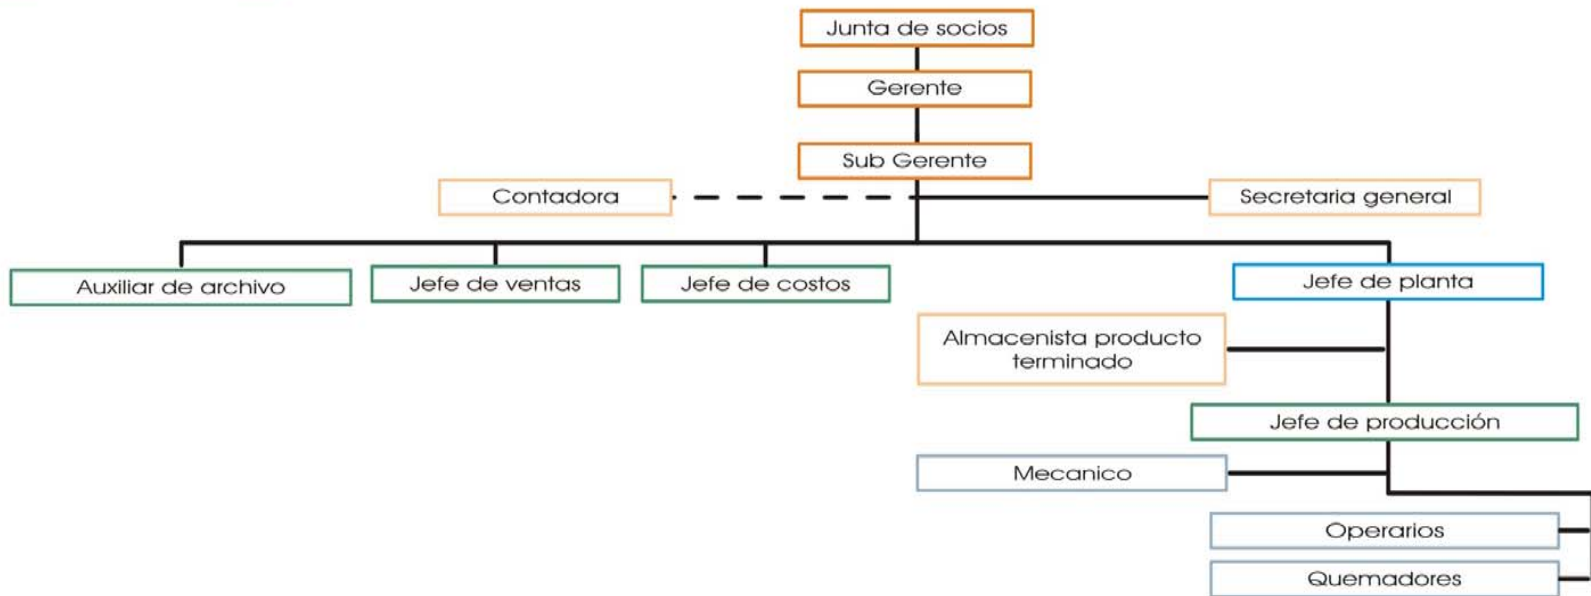 Junta de socios
Gerente
Sub Gerente
Contadora
Secretaria general
Auxiliar de archivo
Jefe de ventas
Jefe de costos
Jefe de planta
Almacenista producto
terminado
Jefe de producción
Mecanico
Operarios
Quemadores